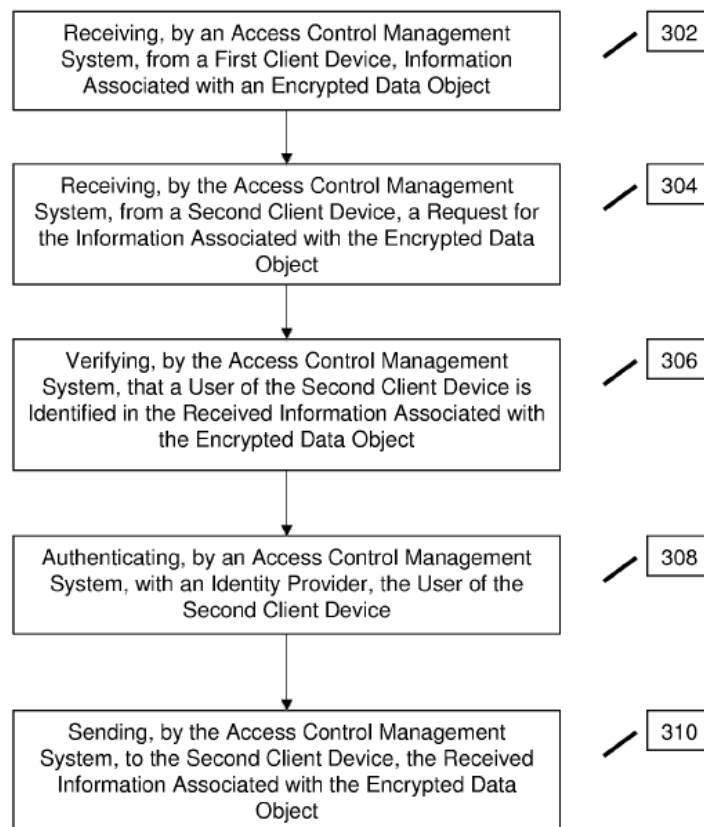 Receiving, by an Access Control Management
System, from a First Client Device, Information
Associated with an Encrypted Data Object
302
Receiving, by the Access Control Management
System, from a Second Client Device, a Request for
the Information Associated with the Encrypted Data
Object
304
Verifying, by the Access Control Management
System, that a User of the Second Client Device is
Identified in the Received Information Associated with
the Encrypted Data Object
306
Authenticating, by an Access Control Management
System, with an Identity Provider, the User of the
Second Client Device
308
Sending, by the Access Control Management
System, to the Second Client Device, the Received
Information Associated with the Encrypted Data
Object
310